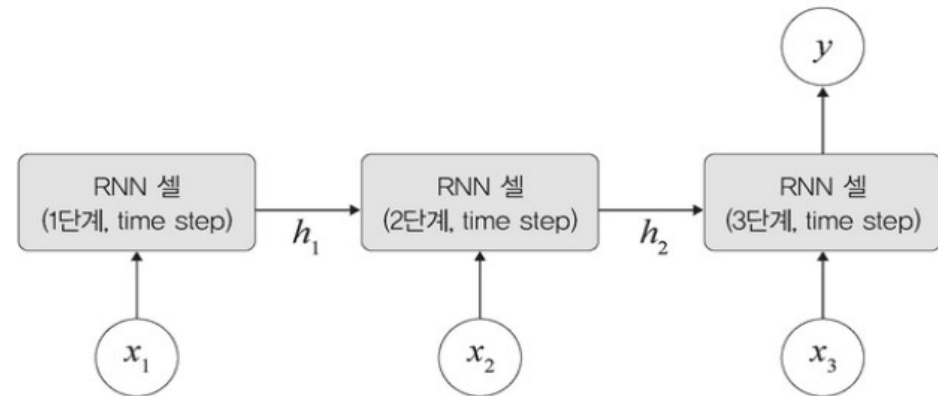 y
RNN 셀
(1단계, time step)
h₁
RNN 셀
(2단계, time step)
h₂
RNN 셀
(3단계, time step)
x₁
x₂
x₃